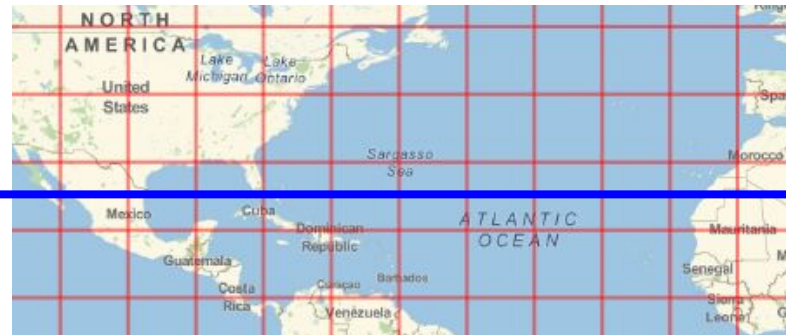 NORTH
AMERICA
Lake
Michigan
Lake
Ontario
United
States
Spa
Sargasso
Sea
Morocco
Mexico
Cuba
Dominican
Republic
ATLANTIC
OCEAN
Mauritania
Guatemala
Senegal
M
Costa
Rica
Curaçao
Barbados
Venezuela
Sierra
Leone